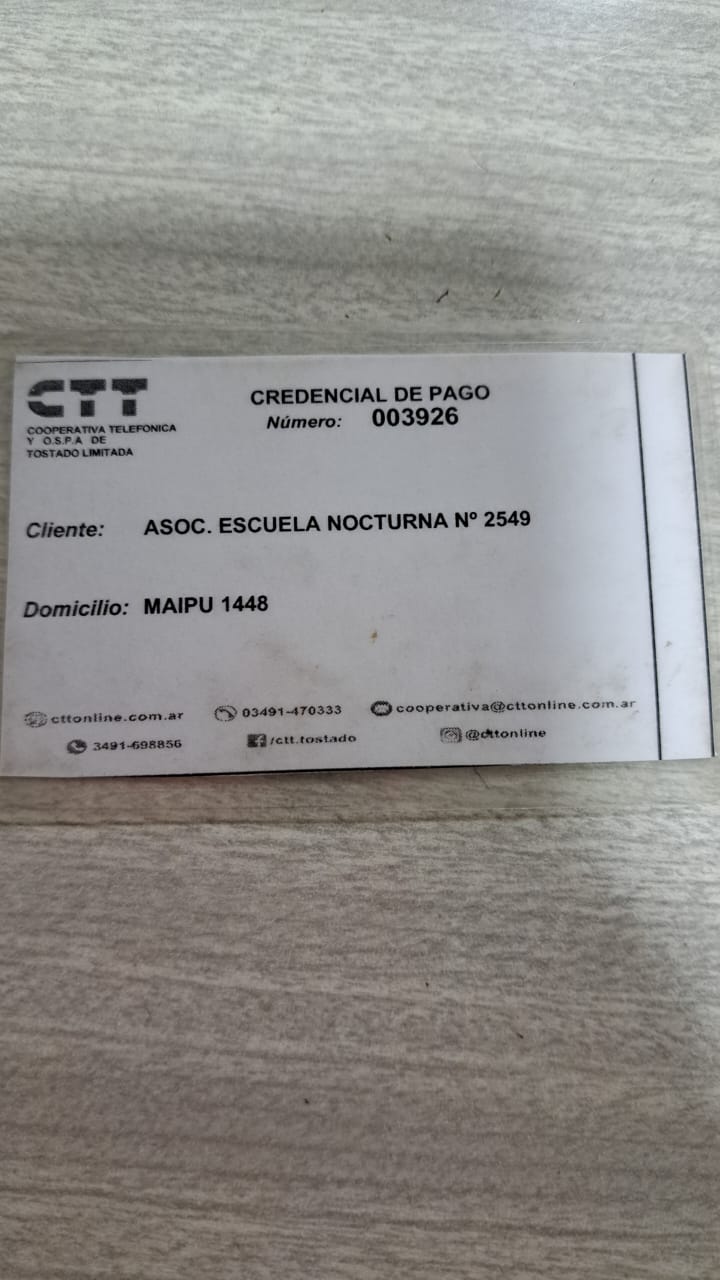 CTT
COOPERATIVA TELEFONICA
Y O.S.P.A DE
TOSTADO LIMITADA
CREDENCIAL DE PAGO
Número: 003926
Cliente: ASOC. ESCUELA NOCTURNA Nº 2549
Domicilio: MAIPU 1448
cttonline.com.ar 03491-470333 cooperativa@cttonline.com.ar
3491-698856 /ctt.tostado @cttonline